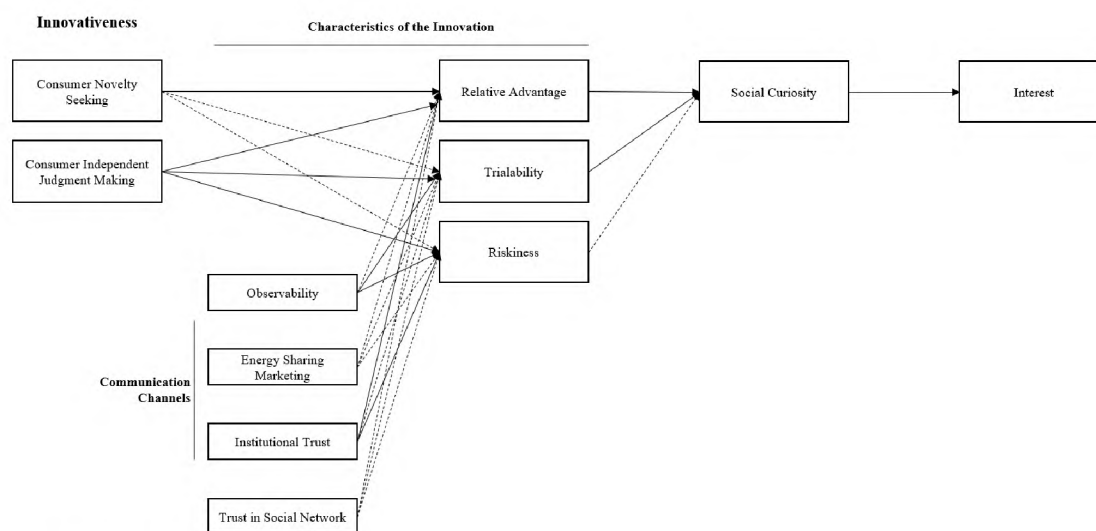 Innovativeness
Characteristics of the Innovation
Consumer Novelty
Seeking
Relative Advantage
Social Curiosity
Interest
Consumer Independent
Judgment Making
Trialability
Riskiness
Observability
Energy Sharing
Marketing
Communication
Channels
Institutional Trust
Trust in Social Network